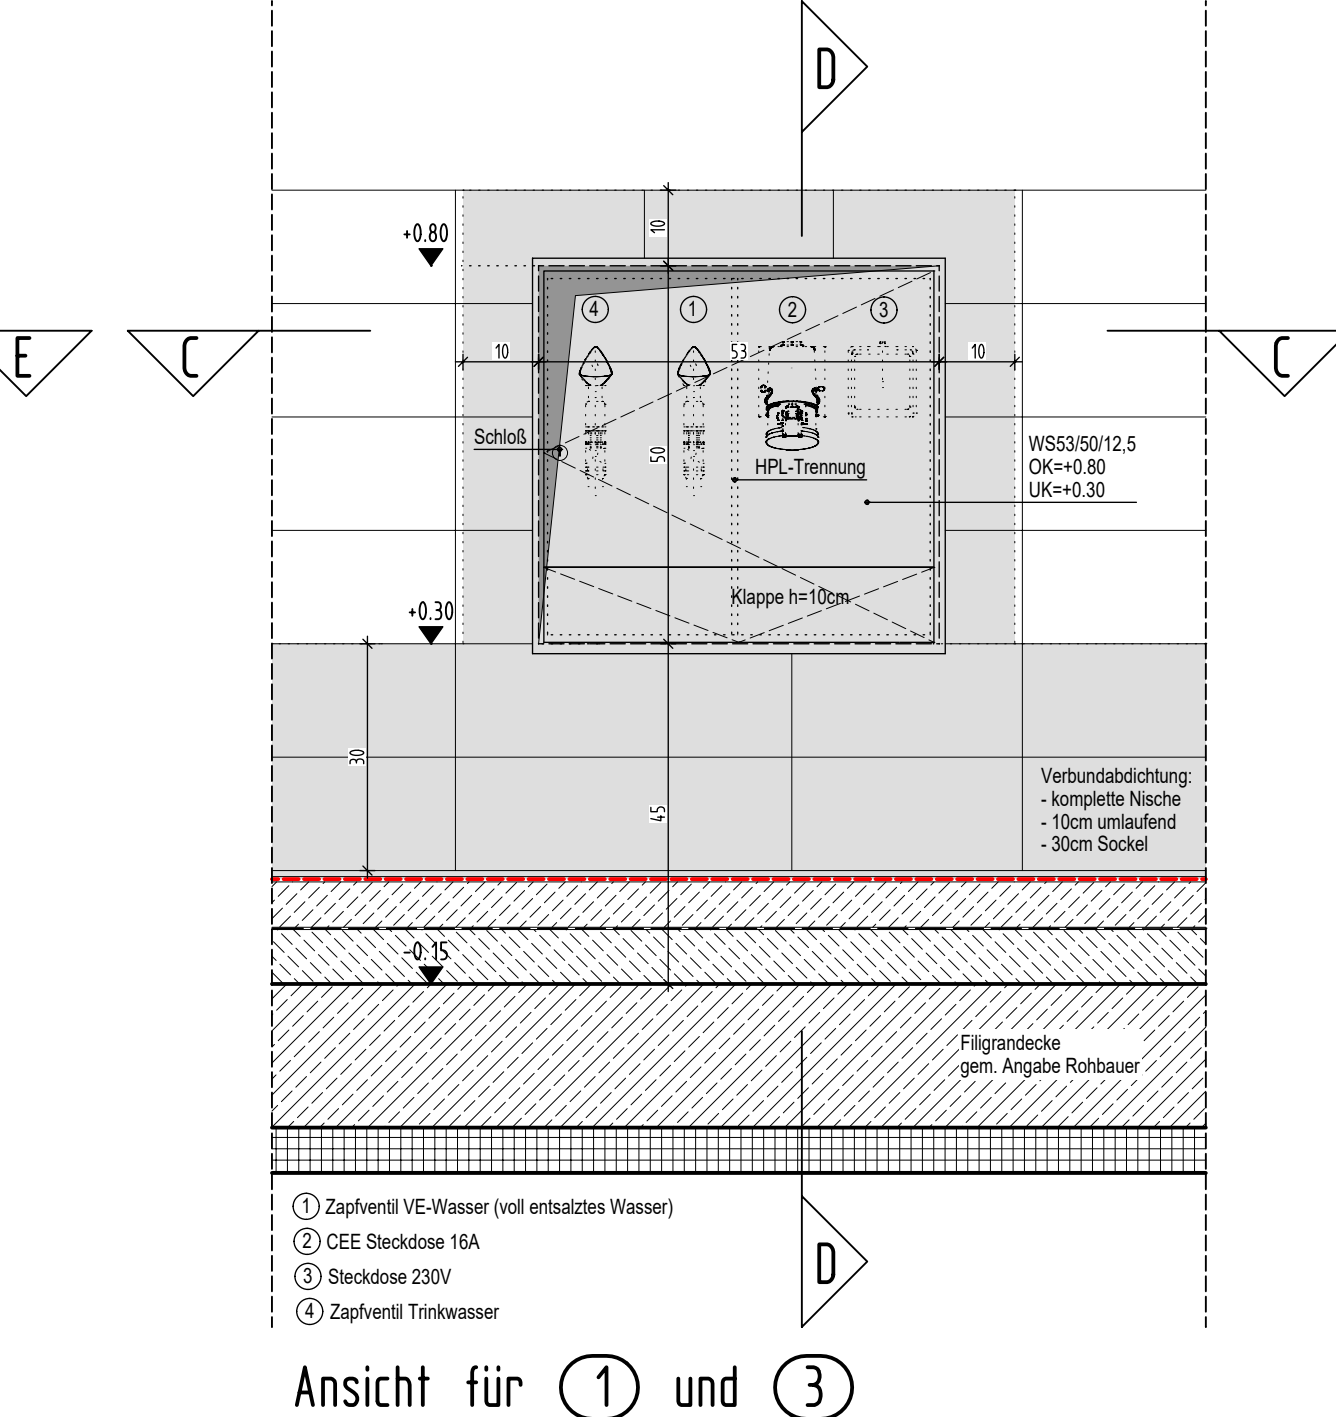 D
+0.80
10
4
1
2
3
E
C
10
53
10
C
Schloß
50
HPL-Trennung
WS53/50/12,5
OK=+0.80
UK=+0.30
Klappe h=10cm
+0.30
30
45
Verbundabdichtung:
- komplette Nische
- 10cm umlaufend
- 30cm Sockel
-0.15
Filigrandecke
gem. Angabe Rohbauer
1 Zapfventil VE-Wasser (voll entsalztes Wasser)
2 CEE Steckdose 16A
3 Steckdose 230V
4 Zapfventil Trinkwasser
D
Ansicht für 1 und 3